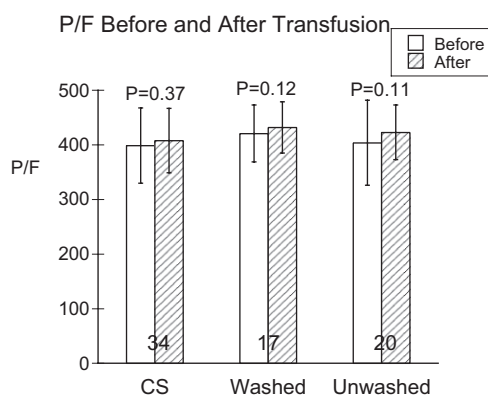 P/F Before and After Transfusion
Before
After
500
P=0.37
P=0.12
P=0.11
400
P/F
300
200
100
34
17
20
0
CS
Washed
Unwashed